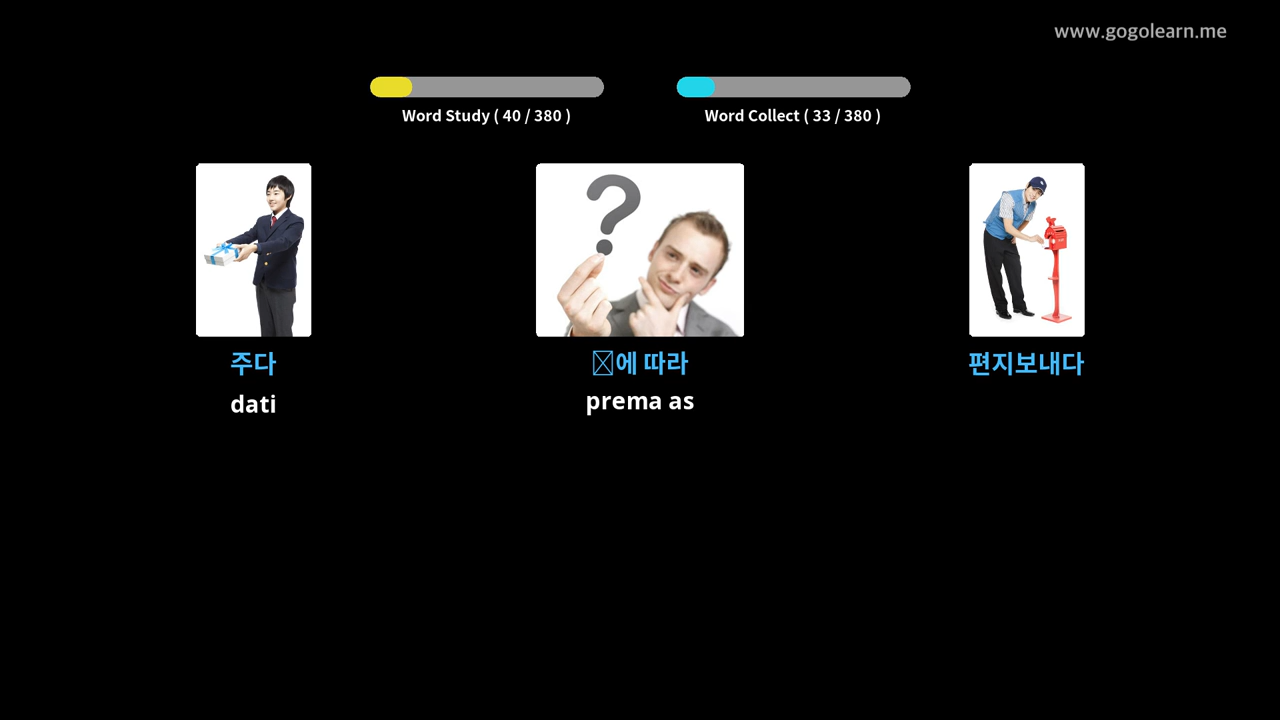 www.gogolearn.me
Word Study ( 40 / 380 )
Word Collect ( 33 / 380 )
주다
에 따라
편지보내다
dati
prema as